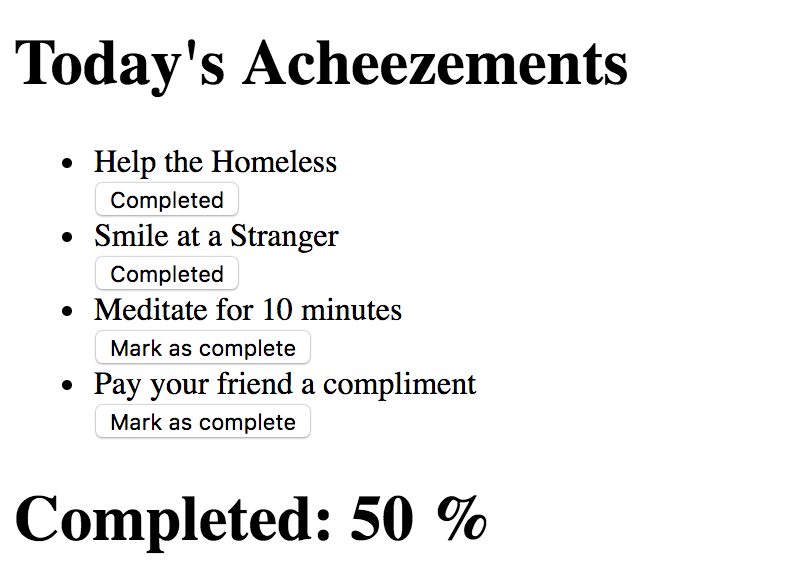 Today's Acheezements
Help the Homeless
Completed
Smile at a Stranger
Completed
Meditate for 10 minutes
Mark as complete
Pay your friend a compliment
Mark as complete
Completed: 50 %